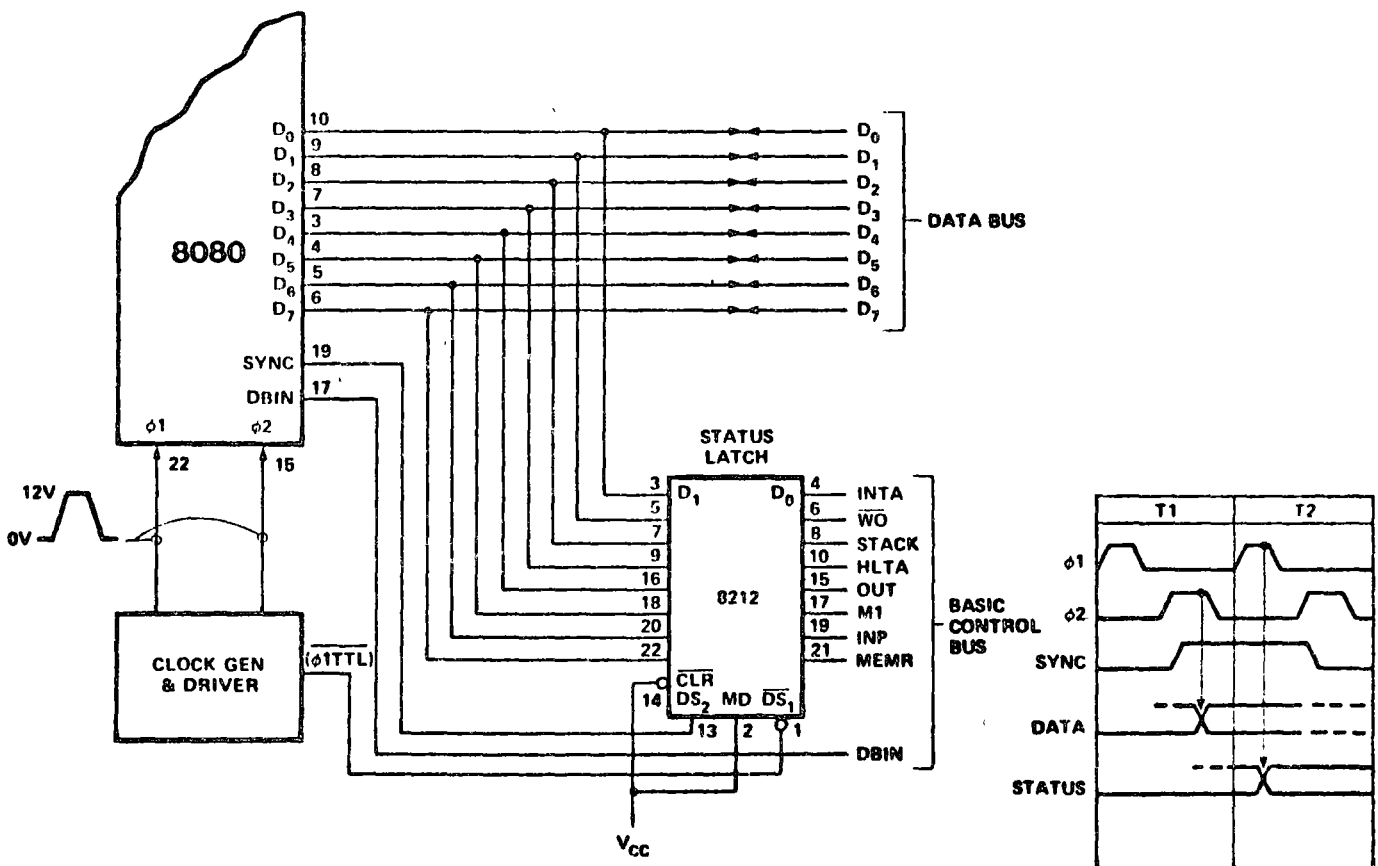 8080
D0 10
D1 9
D2 8
D3 7
D4 3
D5 4
D6 5
D7 6
SYNC 19
DBIN 17
ϕ1 ϕ2
22 15
12V
0V
CLOCK GEN
& DRIVER
(ϕ1TTL)
D0
D1
D2
D3
D4
D5
D6
D7
DATA BUS
STATUS
LATCH
8212
3 D1 D0 4 INTA
5 6 WO
7 8 STACK
9 10 HLTA
16 15 OUT
18 17 M1
20 19 INP
22 21 MEMR
CLR
14 DS2 MD DS1
13 2 1
DBIN
VCC
BASIC
CONTROL
BUS
T1 T2
ϕ1
ϕ2
SYNC
DATA
STATUS